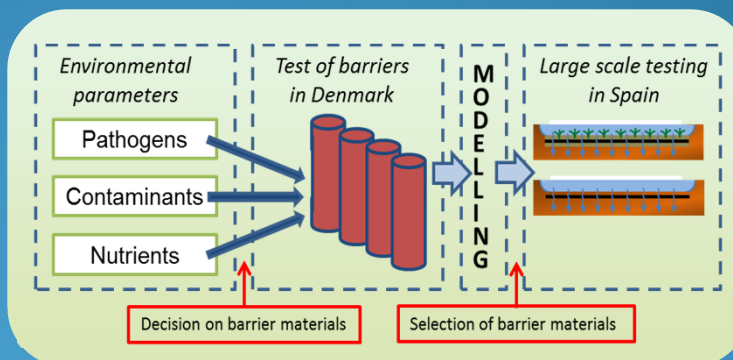 Environmental
parameters
Pathogens
Contaminants
Nutrients
Test of barriers
in Denmark
MODELLING
Large scale testing
in Spain
Decision on barrier materials
Selection of barrier materials